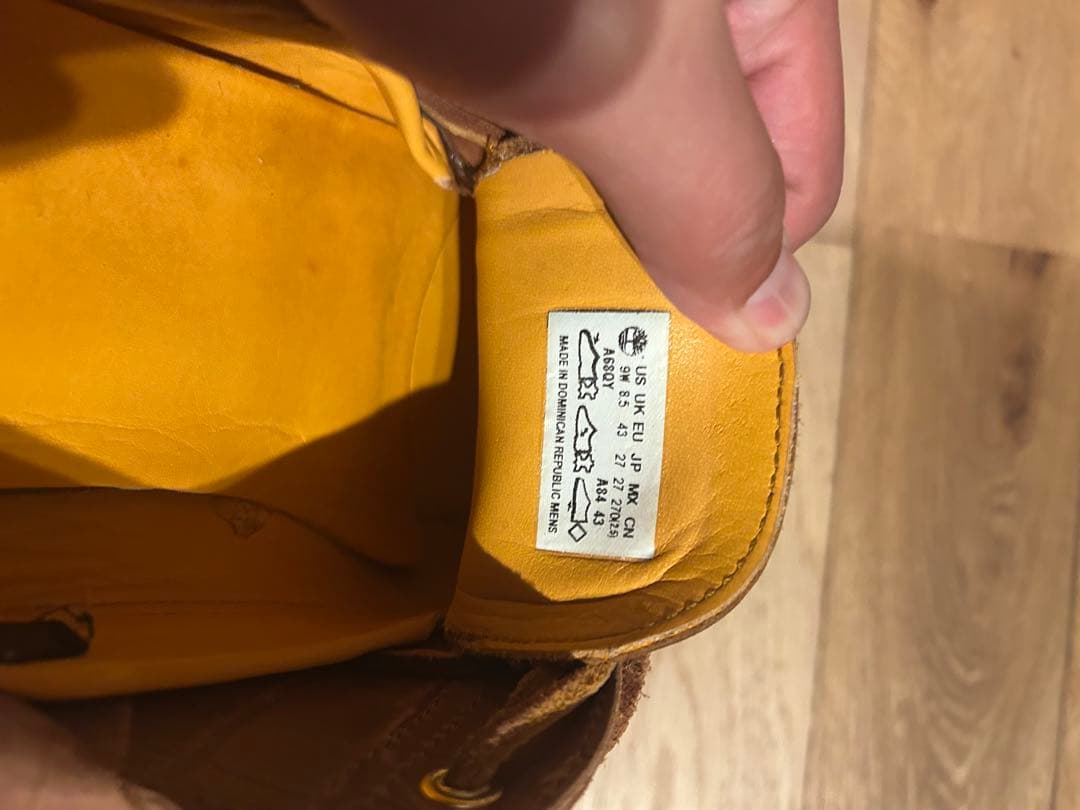 US UK EU JP MX CN
9W 8.5 43 27 27 270(2.5)
A68QY A84 43
MADE IN DOMINICAN REPUBLIC MENS